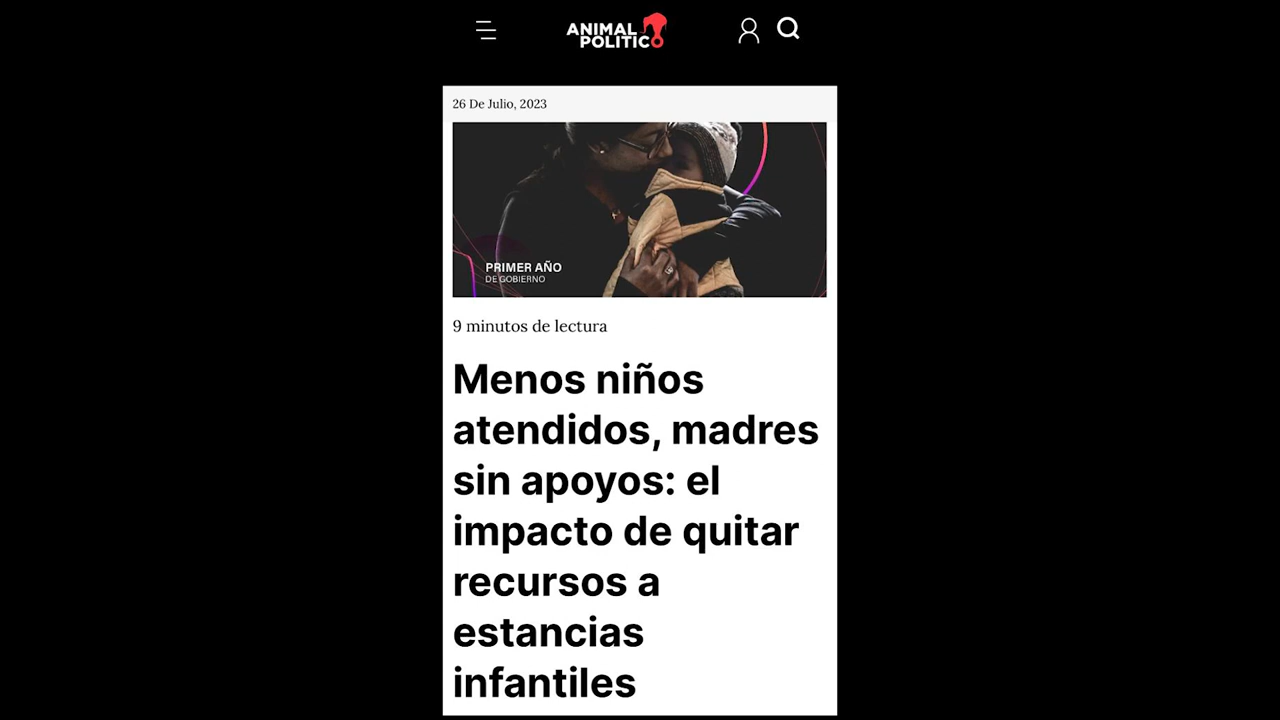 ANIMAL
POLITICO
26 De Julio, 2023
PRIMER AÑO
DE GOBIERNO
9 minutos de lectura
Menos niños
atendidos, madres
sin apoyos: el
impacto de quitar
recursos a
estancias
infantiles